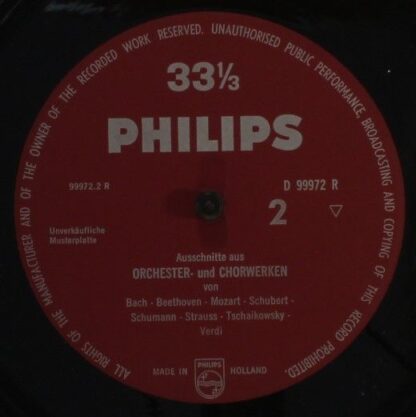 ALL RIGHTS OF THE MANUFACTURER AND OF THE OWNER OF THE RECORDED WORK RESERVED. UNAUTHORISED PUBLIC PERFORMANCE, BROADCASTING AND COPYING OF THIS RECORD PROHIBITED.
33⅓
PHILIPS
99972.2 R
D 99972 R
2
Unverkäufliche
Musterplatte
Ausschnitte aus
ORCHESTER- und CHORWERKEN
von
Bach - Beethoven - Mozart - Schubert -
Schumann - Strauss - Tschaikowsky -
Verdi
MADE IN
PHILIPS
HOLLAND